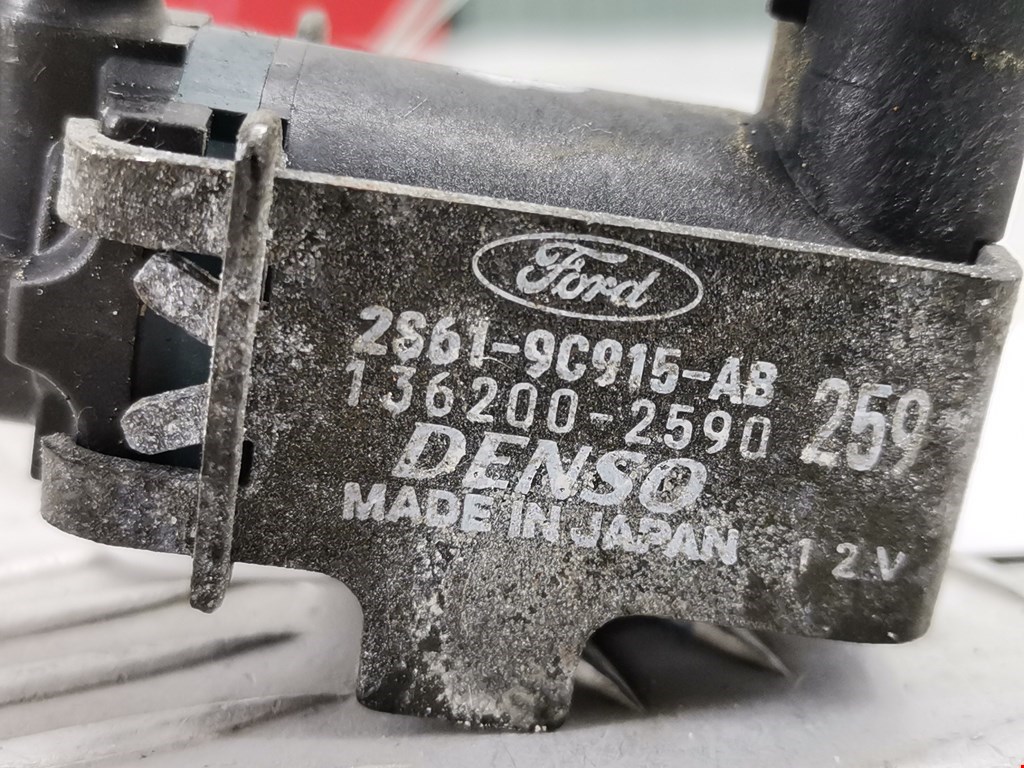 Ford
2S61-9C915-AB
136200-2590
259
DENSO
MADE IN JAPAN
12V